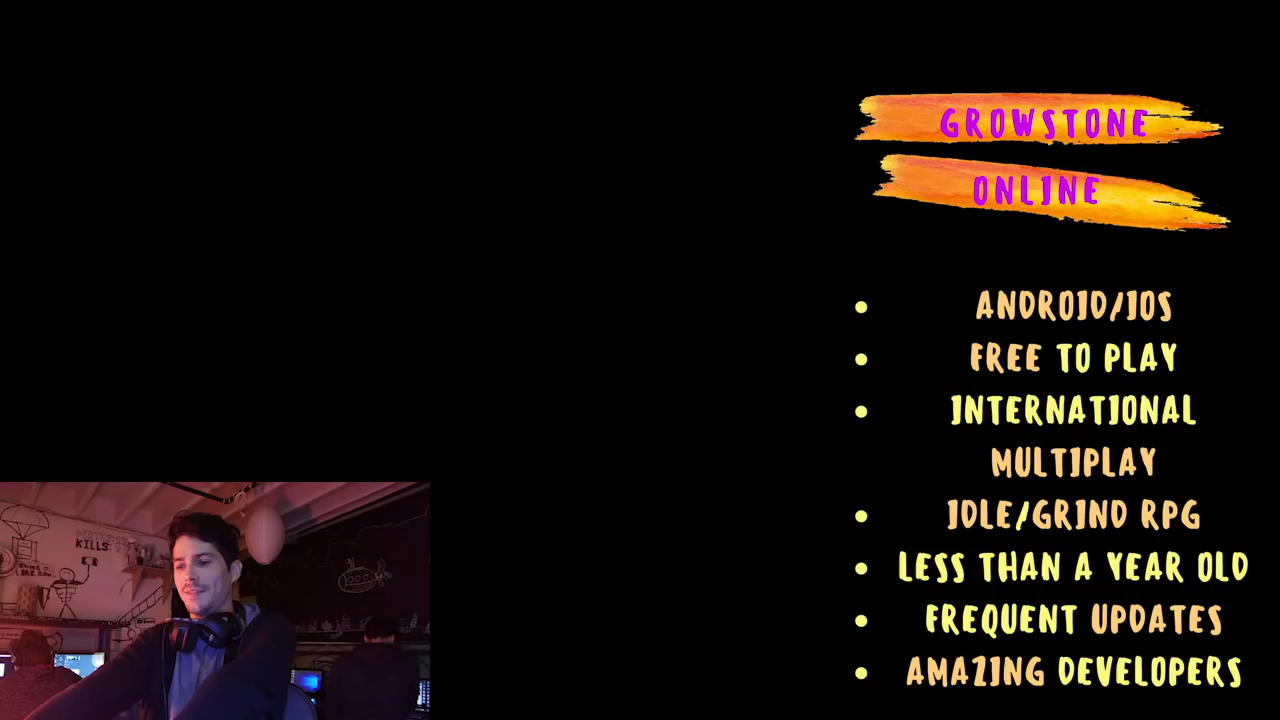 GROWSTONE
ONLINE
ANDROID/IOS
FREE TO PLAY
INTERNATIONAL
MULTIPLAY
IDLE/GRIND RPG
LESS THAN A YEAR OLD
FREQUENT UPDATES
AMAZING DEVELOPERS
KILLS